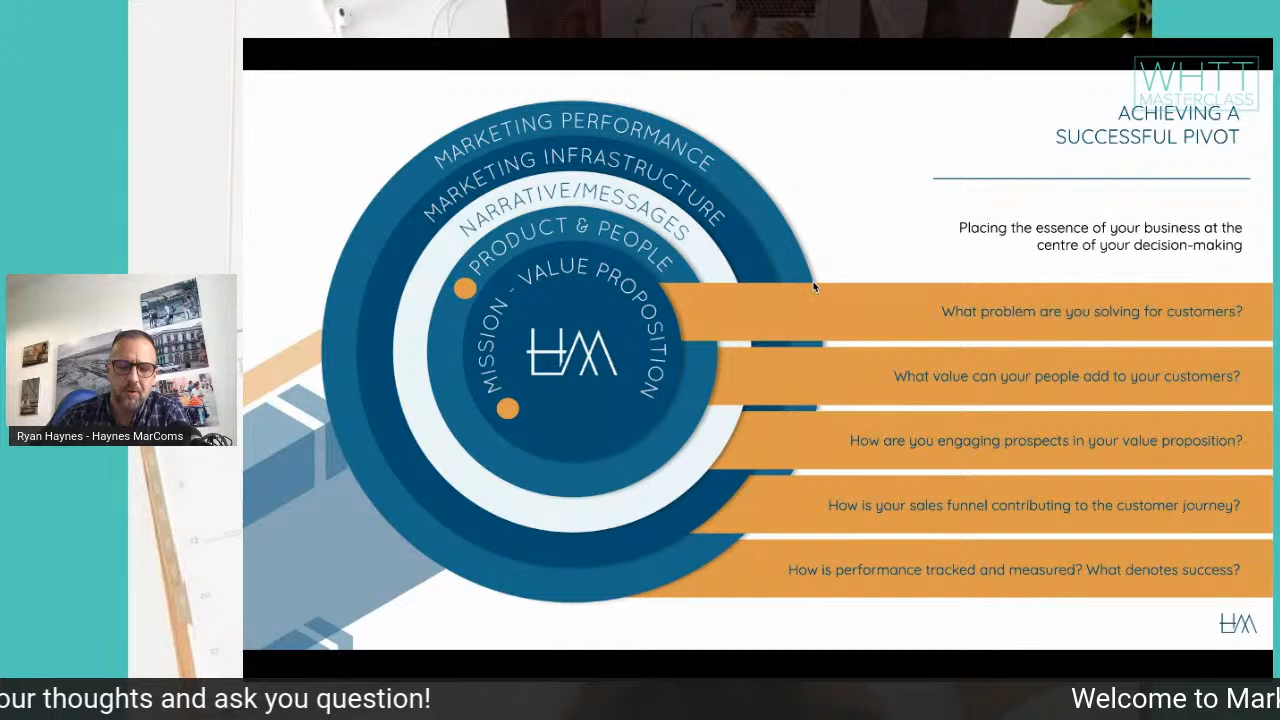 WHTT
MASTERCLASS
ACHIEVING A
SUCCESSFUL PIVOT
Placing the essence of your business at the
centre of your decision-making
MARKETING PERFORMANCE
MARKETING INFRASTRUCTURE
NARRATIVE/MESSAGES
PRODUCT & PEOPLE
MISSION - VALUE PROPOSITION
HM
What problem are you solving for customers?
What value can your people add to your customers?
How are you engaging prospects in your value proposition?
How is your sales funnel contributing to the customer journey?
How is performance tracked and measured? What denotes success?
HM
Ryan Haynes - Haynes MarComs
our thoughts and ask you question!
Welcome to Mark